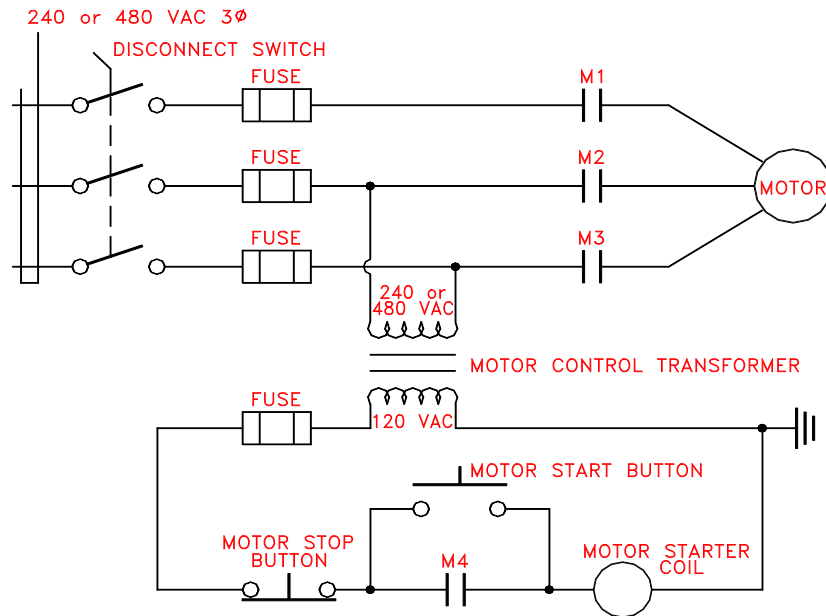 240 or 480 VAC 3Ø
DISCONNECT SWITCH
FUSE
M1
FUSE
M2
MOTOR
FUSE
M3
240 or
480 VAC
MOTOR CONTROL TRANSFORMER
FUSE
120 VAC
MOTOR START BUTTON
MOTOR STOP
BUTTON
M4
MOTOR STARTER
COIL